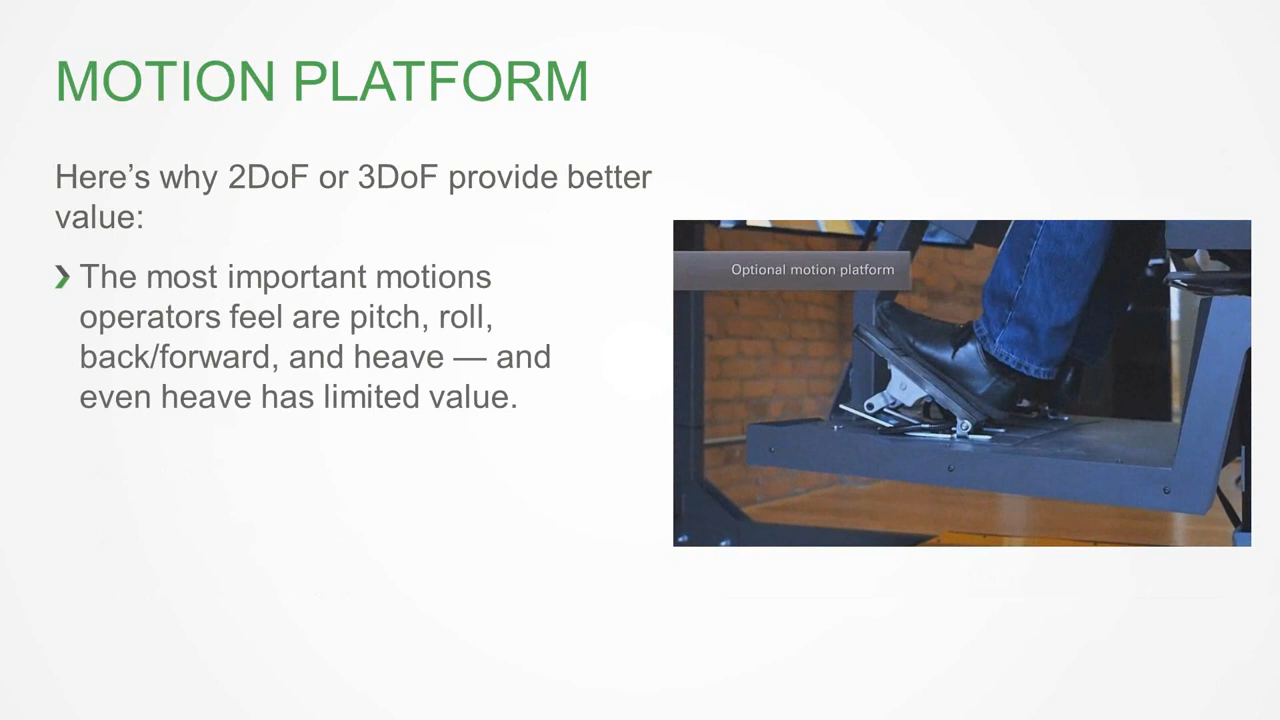 MOTION PLATFORM
Here’s why 2DoF or 3DoF provide better
value:
The most important motions
operators feel are pitch, roll,
back/forward, and heave — and
even heave has limited value.
Optional motion platform